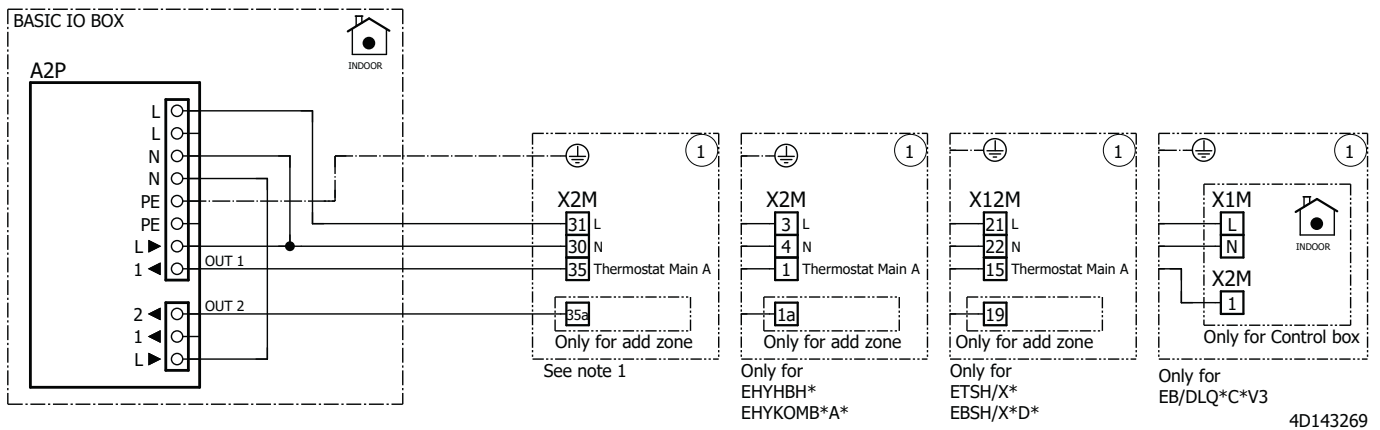 BASIC IO BOX
INDOOR
A2P
L
L
N
N
PE
PE
L ▶
1 ◀ OUT 1
2 ◀ OUT 2
1 ◀
L ▶
1
X2M
31 L
30 N
35 Thermostat Main A
35a
Only for add zone
See note 1
1
X2M
3 L
4 N
1 Thermostat Main A
1a
Only for add zone
Only for
EHYHBH*
EHYKOMB*A*
1
X12M
21 L
22 N
15 Thermostat Main A
19
Only for add zone
Only for
ETSH/X*
EBSH/X*D*
1
X1M
L
N
INDOOR
X2M
1
Only for Control box
Only for
EB/DLQ*C*V3
4D143269